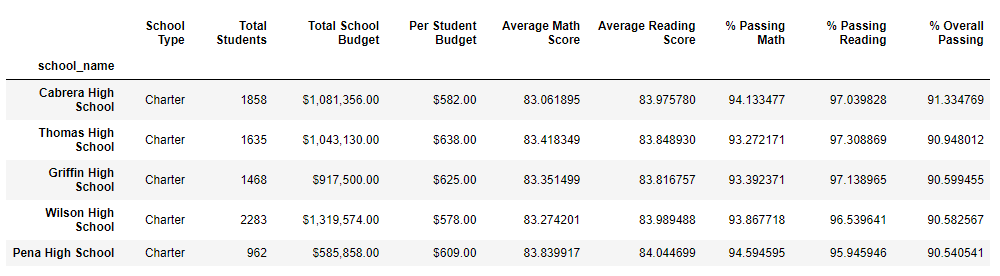 School Type Total Students Total School Budget Per Student Budget Average Math Score Average Reading Score % Passing Math % Passing Reading % Overall Passing
school_name
Cabrera High School Charter 1858 $1,081,356.00 $582.00 83.061895 83.975780 94.133477 97.039828 91.334769
Thomas High School Charter 1635 $1,043,130.00 $638.00 83.418349 83.848930 93.272171 97.308869 90.948012
Griffin High School Charter 1468 $917,500.00 $625.00 83.351499 83.816757 93.392371 97.138965 90.599455
Wilson High School Charter 2283 $1,319,574.00 $578.00 83.274201 83.989488 93.867718 96.539641 90.582567
Pena High School Charter 962 $585,858.00 $609.00 83.839917 84.044699 94.594595 95.945946 90.540541